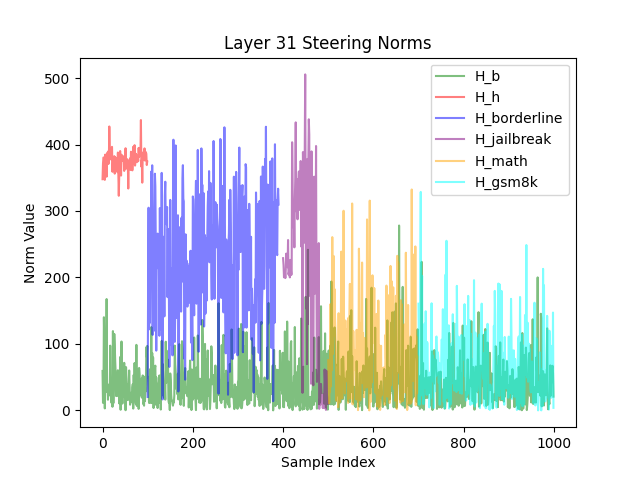 Layer 31 Steering Norms
Norm Value
500
400
300
200
100
0
H_b
H_h
H_borderline
H_jailbreak
H_math
H_gsm8k
0 200 400 600 800 1000
Sample Index